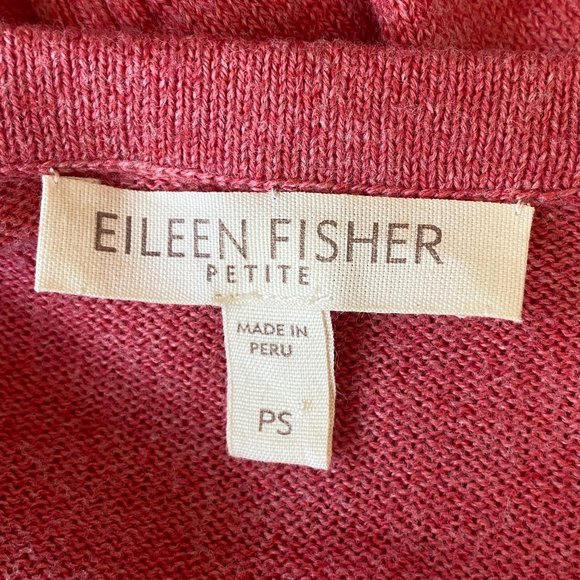 EILEEN FISHER
PETITE
MADE IN
PERU
PS